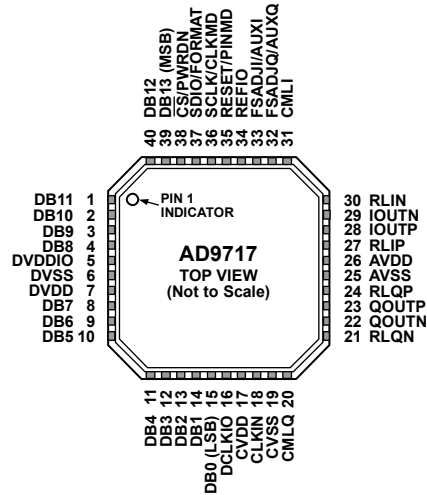 40 DB12
39 DB13 (MSB)
38 CS/PWRDN
37 SDIO/FORMAT
36 SCLK/CLKMD
35 RESET/PINMD
34 REFIO
33 FSADJI/AUXI
32 FSADJQ/AUXQ
31 CMLI
DB11 1
DB10 2
DB9 3
DB8 4
DVDDIO 5
DVSS 6
DVDD 7
DB7 8
DB6 9
DB5 10
PIN 1
INDICATOR
AD9717
TOP VIEW
(Not to Scale)
30 RLIN
29 IOUTN
28 IOUTP
27 RLIP
26 AVDD
25 AVSS
24 RLQP
23 QOUTP
22 QOUTN
21 RLQN
DB4 11
DB3 12
DB2 13
DB1 14
DB0 (LSB) 15
DCLKIO 16
CVDD 17
CLKIN 18
CVSS 19
CMLQ 20